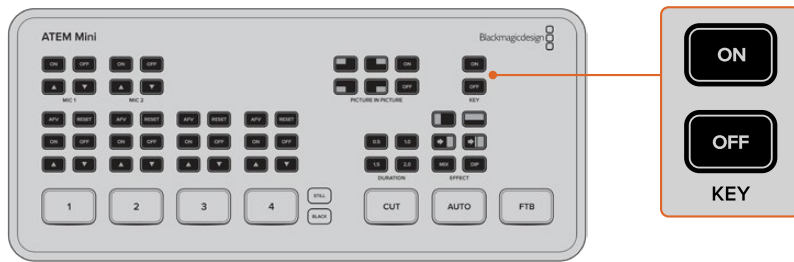 ATEM Mini
Blackmagicdesign
ON OFF ON OFF ON ON
▲ ▼ ▲ ▼ OFF OFF
MIC 1 MIC 2 PICTURE IN PICTURE KEY
AFV RESET AFV RESET AFV RESET AFV RESET
ON OFF ON OFF ON OFF ON OFF 0.5 1.0
▲ ▼ ▲ ▼ ▲ ▼ ▲ ▼ 1.5 2.0 MIX DIP
DURATION EFFECT
1 2 3 4 STILL CUT AUTO FTB
BLACK
ON
OFF
KEY